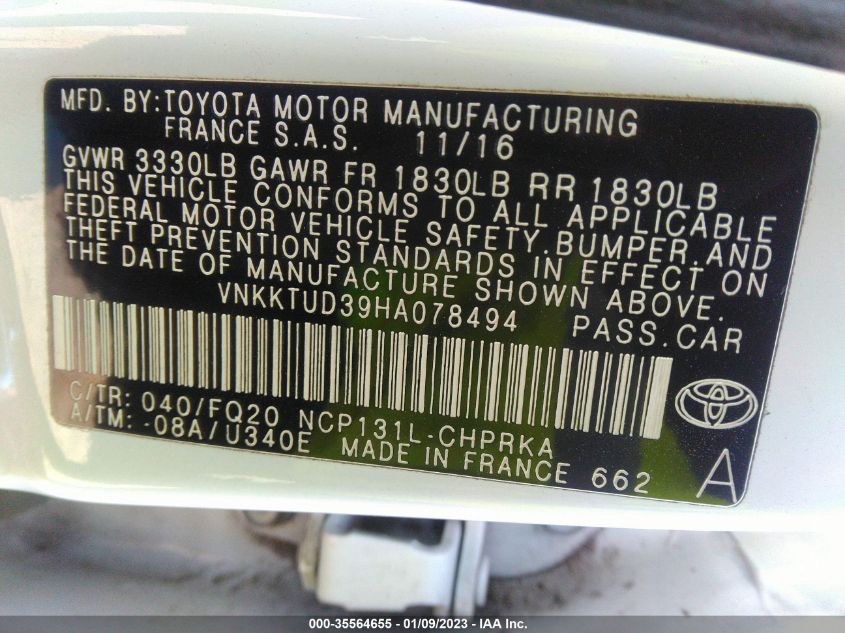 MFD. BY: TOYOTA MOTOR MANUFACTURING
FRANCE S.A.S. 11/16
GVWR 3330LB GAWR FR 1830LB RR 1830LB
THIS VEHICLE CONFORMS TO ALL APPLICABLE
FEDERAL MOTOR VEHICLE SAFETY, BUMPER, AND
THEFT PREVENTION STANDARDS IN EFFECT ON
THE DATE OF MANUFACTURE SHOWN ABOVE.
VNKKTUD39HA078494 PASS.CAR
C/TR: 040/FQ20 NCP131L-CHPRKA
A/TM: -08A/U340E MADE IN FRANCE 662 A
000-35564655 - 01/09/2023 - IAA Inc.